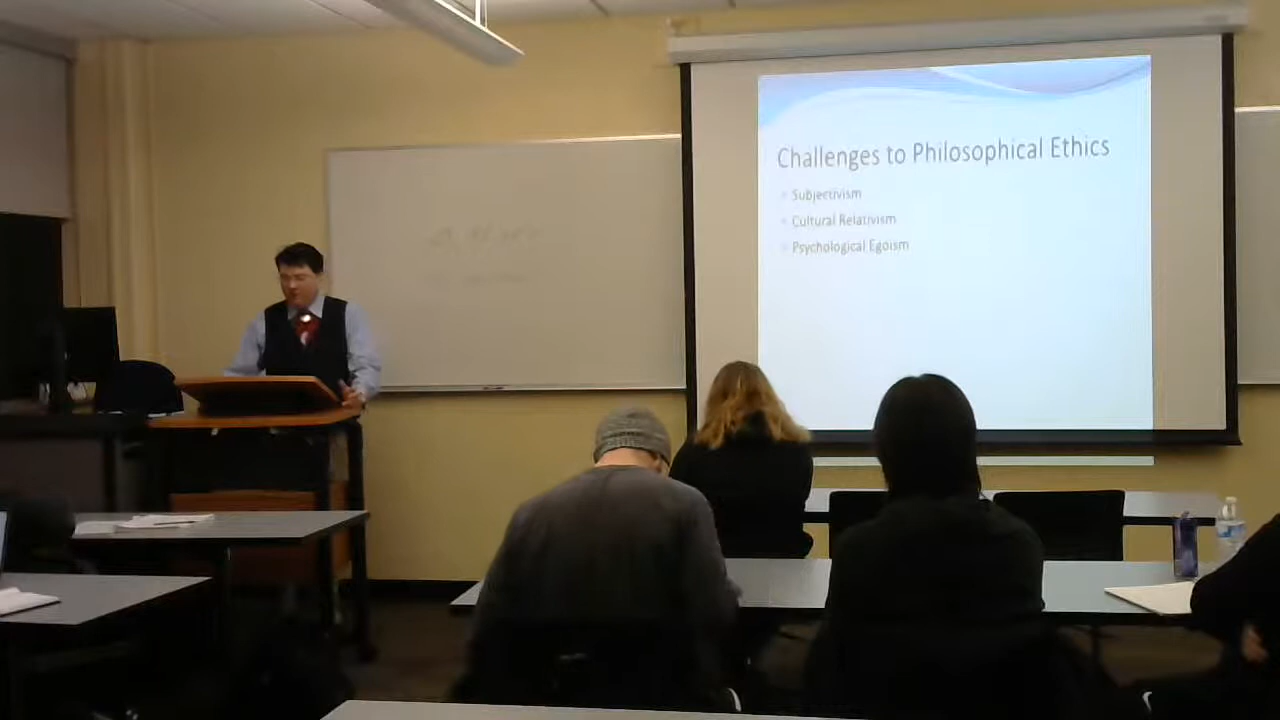 Challenges to Philosophical Ethics
Subjectivism
Cultural Relativism
Psychological Egoism